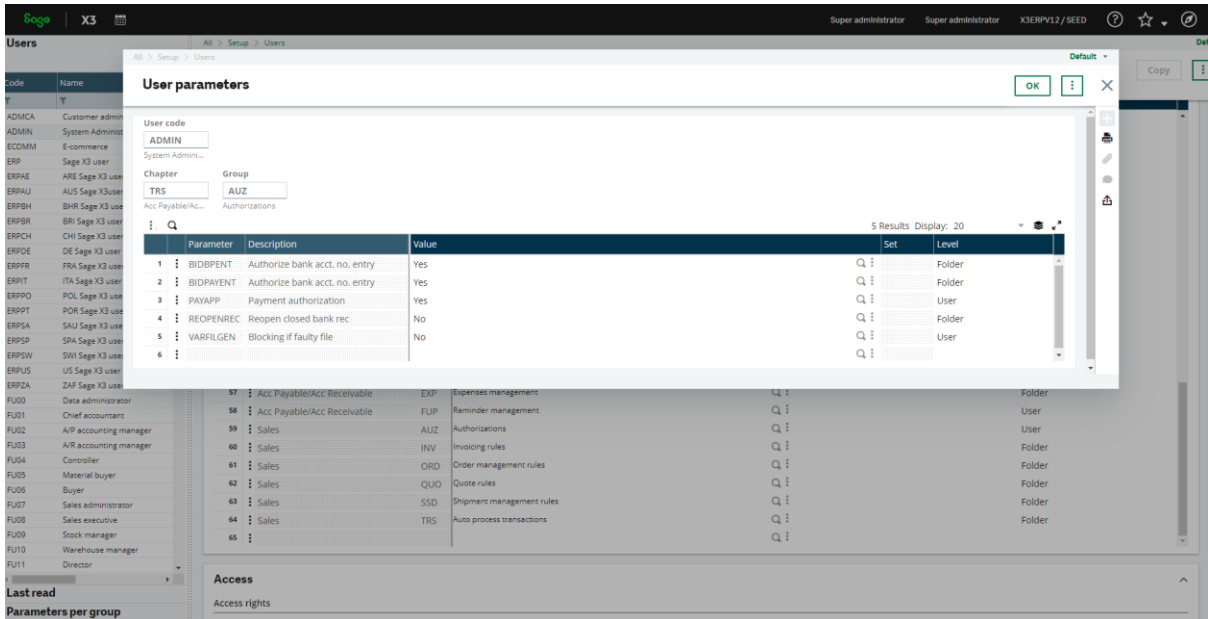 Sage X3 Super administrator Super administrator X3ERPV12 / SEED
Users
All > Setup > Users
All > Setup > Users Default
Copy
User parameters OK
Code Name
ADMCA Customer admin
ADMIN System Administ
ECOMM E-commerce
ERP Sage X3 user
ERPAE ARE Sage X3 use
ERPAU AUS Sage X3user
ERPBH BHR Sage X3 use
ERPBR BRI Sage X3 user
ERPCH CHI Sage X3 user
ERPDE DE Sage X3 user
ERPFR FRA Sage X3 use
ERPIT ITA Sage X3 user
ERPPO POL Sage X3 use
ERPPT POR Sage X3 use
ERPSA SAU Sage X3 use
ERPSP SPA Sage X3 use
ERPSW SWI Sage X3 use
ERPUS US Sage X3 user
ERPZA ZAF Sage X3 use
FU00 Data administrator
FU01 Chief accountant
FU02 A/P accounting manager
FU03 A/R accounting manager
FU04 Controller
FU05 Material buyer
FU06 Buyer
FU07 Sales administrator
FU08 Sales executive
FU09 Stock manager
FU10 Warehouse manager
FU11 Director
Last read
Parameters per group
User code
ADMIN
System Admini...
Chapter Group
TRS AUZ
Acc Payable/Ac... Authorizations
5 Results Display: 20
Parameter Description Value Set Level
1 BIDBPENT Authorize bank acct. no. entry Yes Folder
2 BIDPAYENT Authorize bank acct. no. entry Yes Folder
3 PAYAPP Payment authorization Yes User
4 REOPENREC Reopen closed bank rec No Folder
5 VARFILGEN Blocking if faulty file No User
6
57 Acc Payable/Acc Receivable EXP Expenses management Folder
58 Acc Payable/Acc Receivable FUP Reminder management User
59 Sales AUZ Authorizations User
60 Sales INV Invoicing rules Folder
61 Sales ORD Order management rules Folder
62 Sales QUO Quote rules Folder
63 Sales SSD Shipment management rules Folder
64 Sales TRS Auto process transactions Folder
65
Access
Access rights